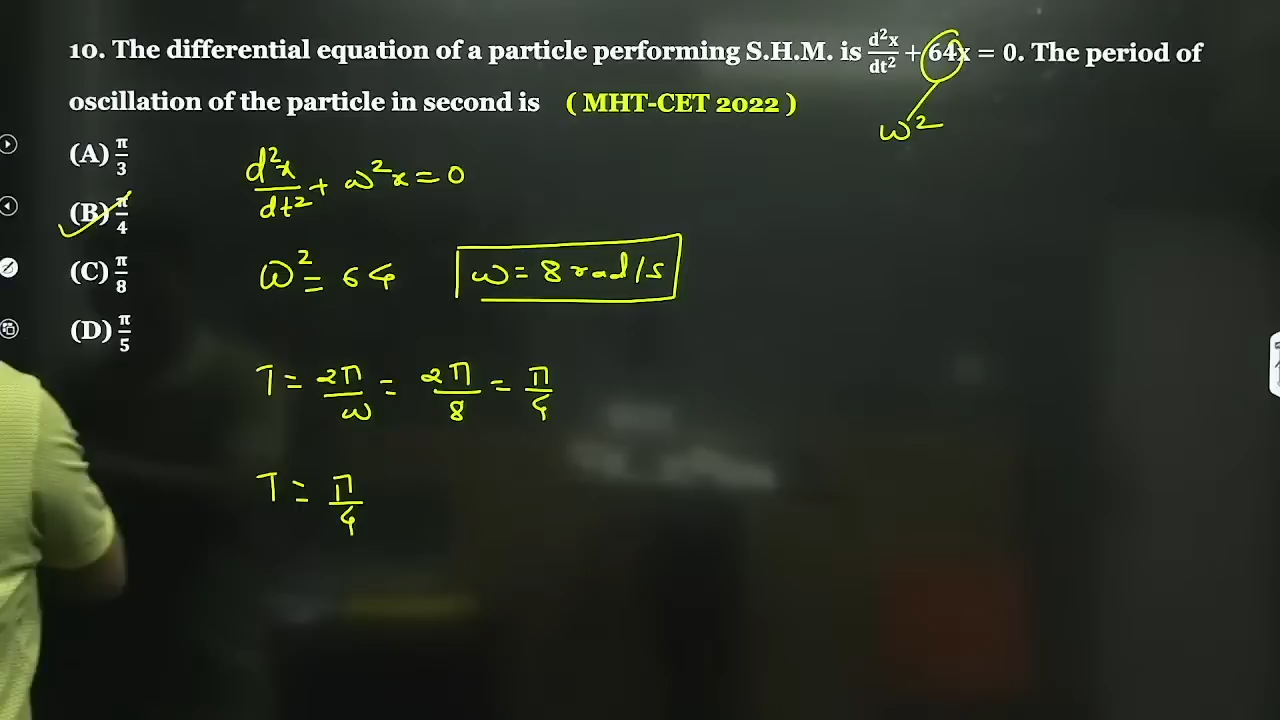 10. The differential equation of a particle performing S.H.M. is d²x/dt² + 64x = 0. The period of
oscillation of the particle in second is ( MHT-CET 2022 )
ω²
(A) π/3
(B) π/4
(C) π/8
(D) π/5
d²x/dt² + ω²x = 0
ω² = 64 ω = 8 rad/s
T = 2π/ω = 2π/8 = π/4
T = π/4